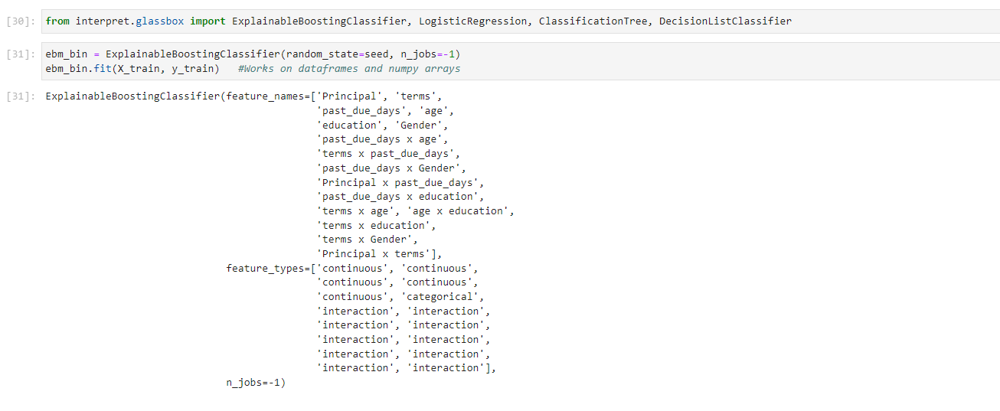 [30]: from interpret.glassbox import ExplainableBoostingClassifier, LogisticRegression, ClassificationTree, DecisionListClassifier
[31]: ebm_bin = ExplainableBoostingClassifier(random_state=seed, n_jobs=-1)
ebm_bin.fit(X_train, y_train)   #Works on dataframes and numpy arrays
[31]: ExplainableBoostingClassifier(feature_names=['Principal', 'terms',
'past_due_days', 'age',
'education', 'Gender',
'past_due_days x age',
'terms x past_due_days',
'past_due_days x Gender',
'Principal x past_due_days',
'past_due_days x education',
'terms x age', 'age x education',
'terms x education',
'terms x Gender',
'Principal x terms'],
feature_types=['continuous', 'continuous',
'continuous', 'continuous',
'continuous', 'categorical',
'interaction', 'interaction',
'interaction', 'interaction',
'interaction', 'interaction',
'interaction', 'interaction',
'interaction', 'interaction'],
n_jobs=-1)